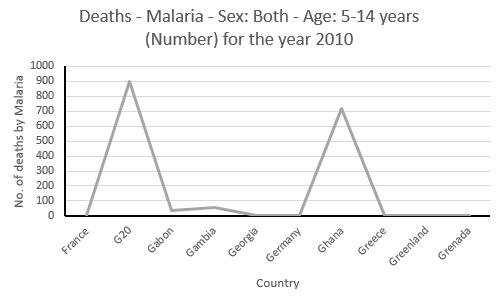 Deaths - Malaria - Sex: Both - Age: 5-14 years
(Number) for the year 2010
No. of deaths by Malaria
1000
900
800
700
600
500
400
300
200
100
0
France
G20
Gabon
Gambia
Georgia
Germany
Ghana
Greece
Greenland
Grenada
Country